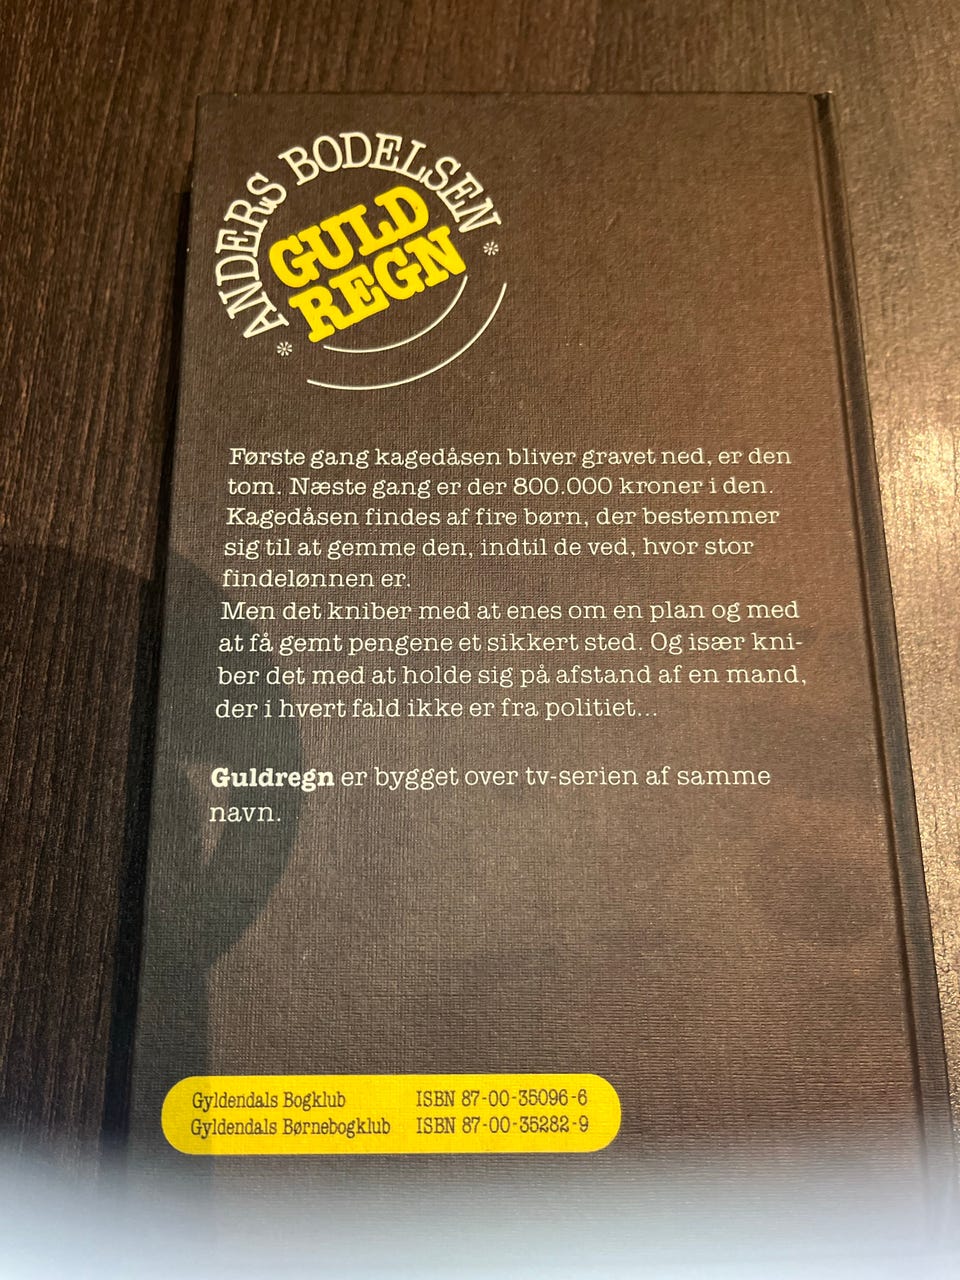 ANDERS BODELSEN
GULD
REGN
Første gang kagedåsen bliver gravet ned, er den
tom. Næste gang er der 800.000 kroner i den.
Kagedåsen findes af fire børn, der bestemmer
sig til at gemme den, indtil de ved, hvor stor
findelønnen er.
Men det kniber med at enes om en plan og med
at få gemt pengene et sikkert sted. Og især kni-
ber det med at holde sig på afstand af en mand,
der i hvert fald ikke er fra politiet...
Guldregn er bygget over tv-serien af samme
navn.
Gyldendals Bogklub ISBN 87-00-35096-6
Gyldendals Børnebogklub ISBN 87-00-35282-9